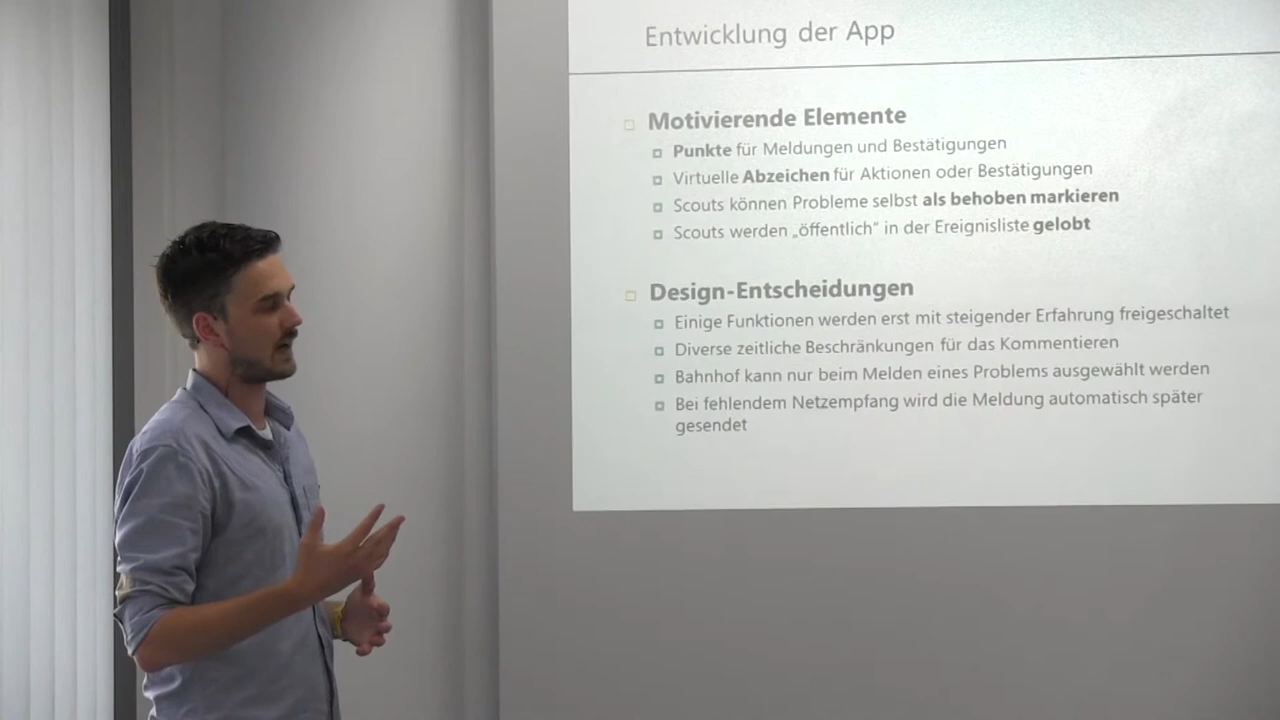 Entwicklung der App
Motivierende Elemente
Punkte für Meldungen und Bestätigungen
Virtuelle Abzeichen für Aktionen oder Bestätigungen
Scouts können Probleme selbst als behoben markieren
Scouts werden „öffentlich“ in der Ereignisliste gelobt
Design-Entscheidungen
Einige Funktionen werden erst mit steigender Erfahrung freigeschaltet
Diverse zeitliche Beschränkungen für das Kommentieren
Bahnhof kann nur beim Melden eines Problems ausgewählt werden
Bei fehlendem Netzempfang wird die Meldung automatisch später
gesendet